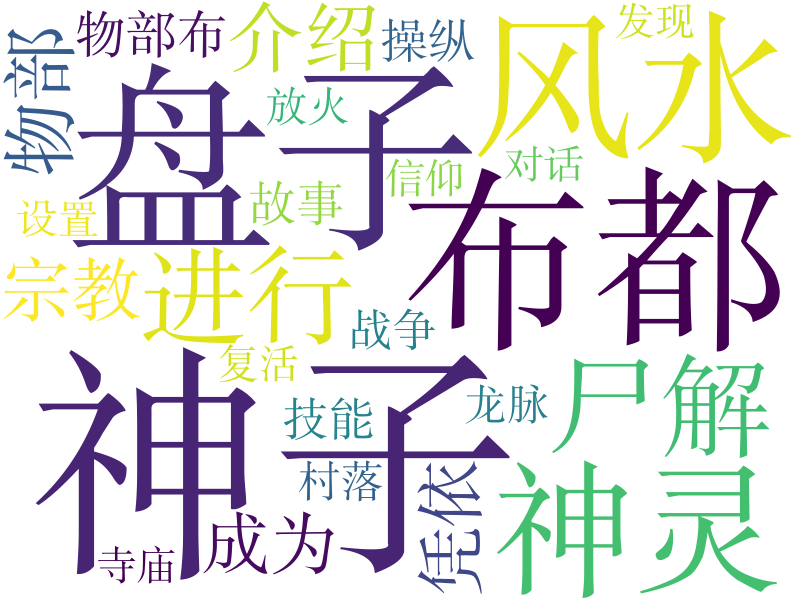 物部
物部布
介绍
操纵
发现
盘子
风水
放火
对话
信仰
布都
故事
设置
宗教
进行
战争
复活
神子
尸解
龙脉
技能
村落
凭依
神灵
成为
寺庙